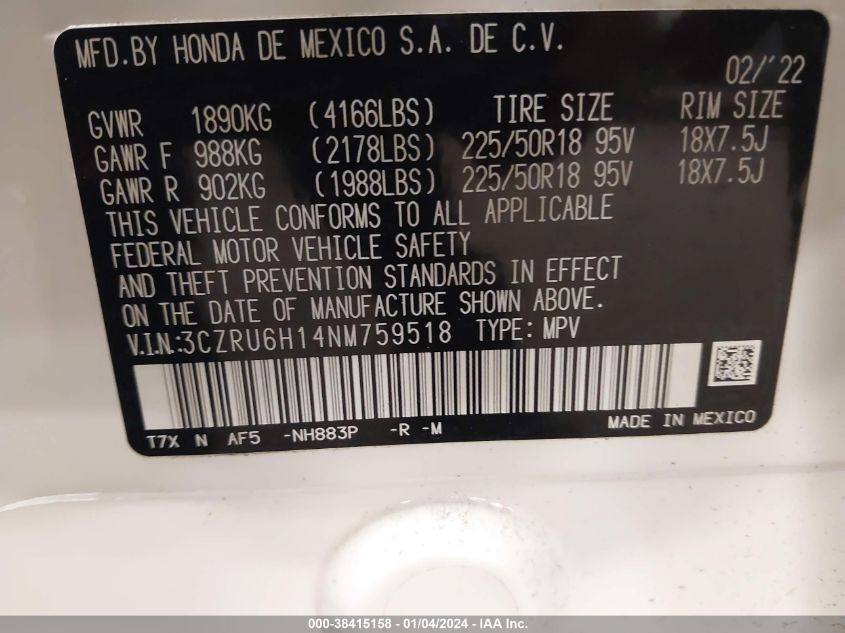 MFD.BY HONDA DE MEXICO S.A. DE C.V.
02/'22
GVWR 1890KG (4166LBS) TIRE SIZE RIM SIZE
GAWR F 988KG (2178LBS) 225/50R18 95V 18X7.5J
GAWR R 902KG (1988LBS) 225/50R18 95V 18X7.5J
THIS VEHICLE CONFORMS TO ALL APPLICABLE
FEDERAL MOTOR VEHICLE SAFETY
AND THEFT PREVENTION STANDARDS IN EFFECT
ON THE DATE OF MANUFACTURE SHOWN ABOVE.
V.I.N.:3CZRU6H14NM759518 TYPE: MPV
T7X N AF5 -NH883P -R -M MADE IN MEXICO
000-38415158 - 01/04/2024 - IAA Inc.